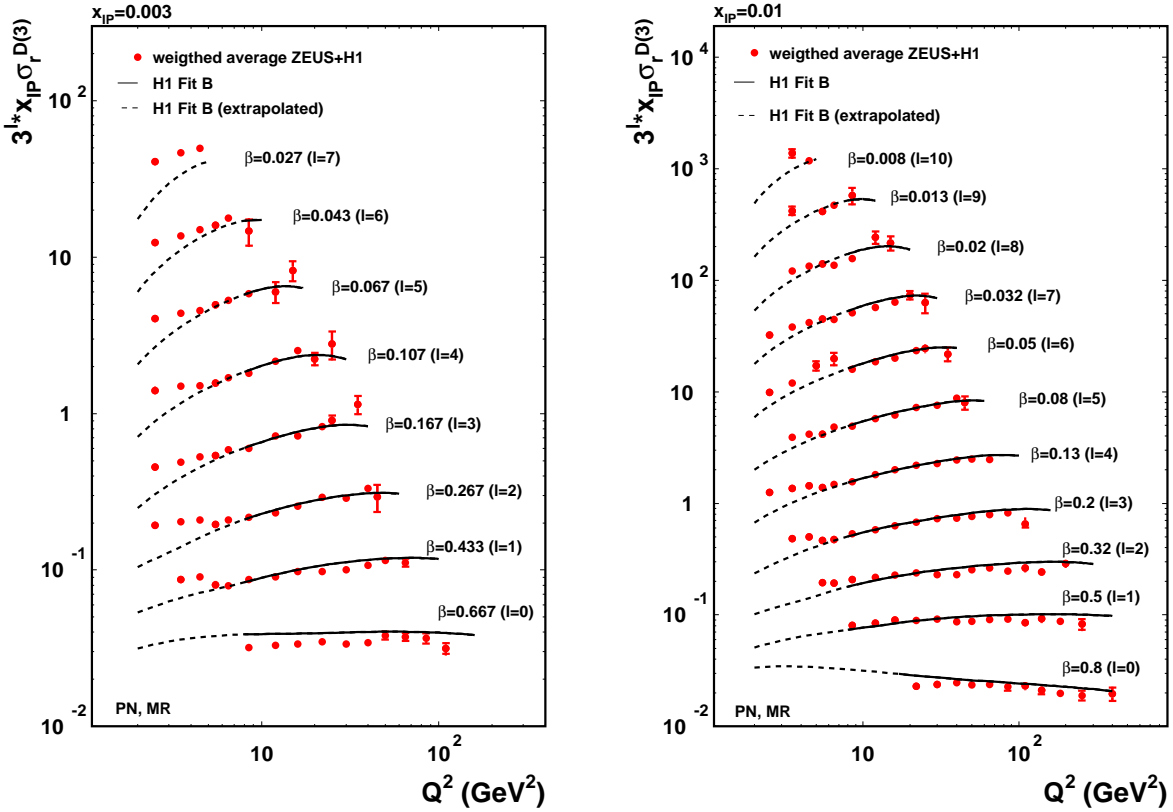 x_IP=0.003
3^l*x_IP σ_r^D(3)
weigthed average ZEUS+H1
H1 Fit B
H1 Fit B (extrapolated)
β=0.027 (l=7)
β=0.043 (l=6)
β=0.067 (l=5)
β=0.107 (l=4)
β=0.167 (l=3)
β=0.267 (l=2)
β=0.433 (l=1)
β=0.667 (l=0)
PN, MR
10^2
10
1
10^-1
10^-2
10
10^2
Q^2 (GeV^2)
x_IP=0.01
3^l*x_IP σ_r^D(3)
weigthed average ZEUS+H1
H1 Fit B
H1 Fit B (extrapolated)
β=0.008 (l=10)
β=0.013 (l=9)
β=0.02 (l=8)
β=0.032 (l=7)
β=0.05 (l=6)
β=0.08 (l=5)
β=0.13 (l=4)
β=0.2 (l=3)
β=0.32 (l=2)
β=0.5 (l=1)
β=0.8 (l=0)
PN, MR
10^4
10^3
10^2
10
1
10^-1
10^-2
10
10^2
Q^2 (GeV^2)